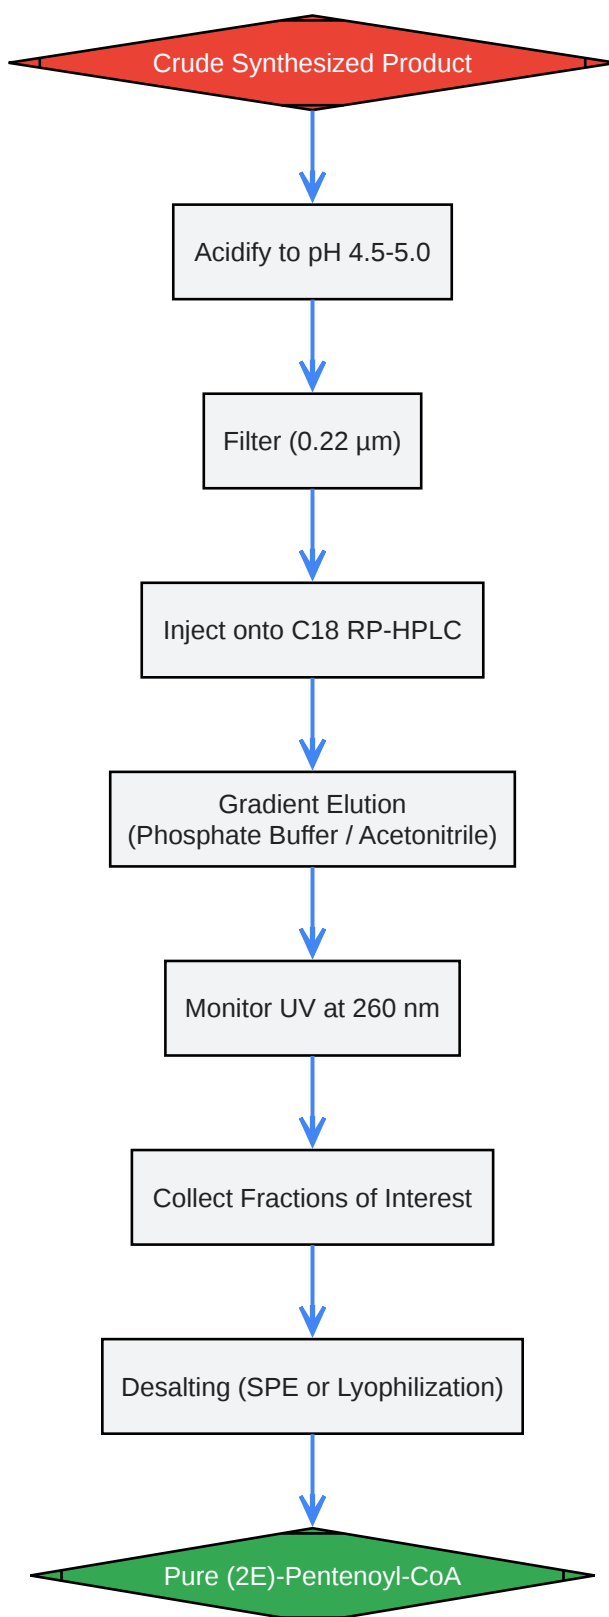 Crude Synthesized Product
Acidify to pH 4.5-5.0
Filter (0.22 µm)
Inject onto C18 RP-HPLC
Gradient Elution
(Phosphate Buffer / Acetonitrile)
Monitor UV at 260 nm
Collect Fractions of Interest
Desalting (SPE or Lyophilization)
Pure (2E)-Pentenoyl-CoA